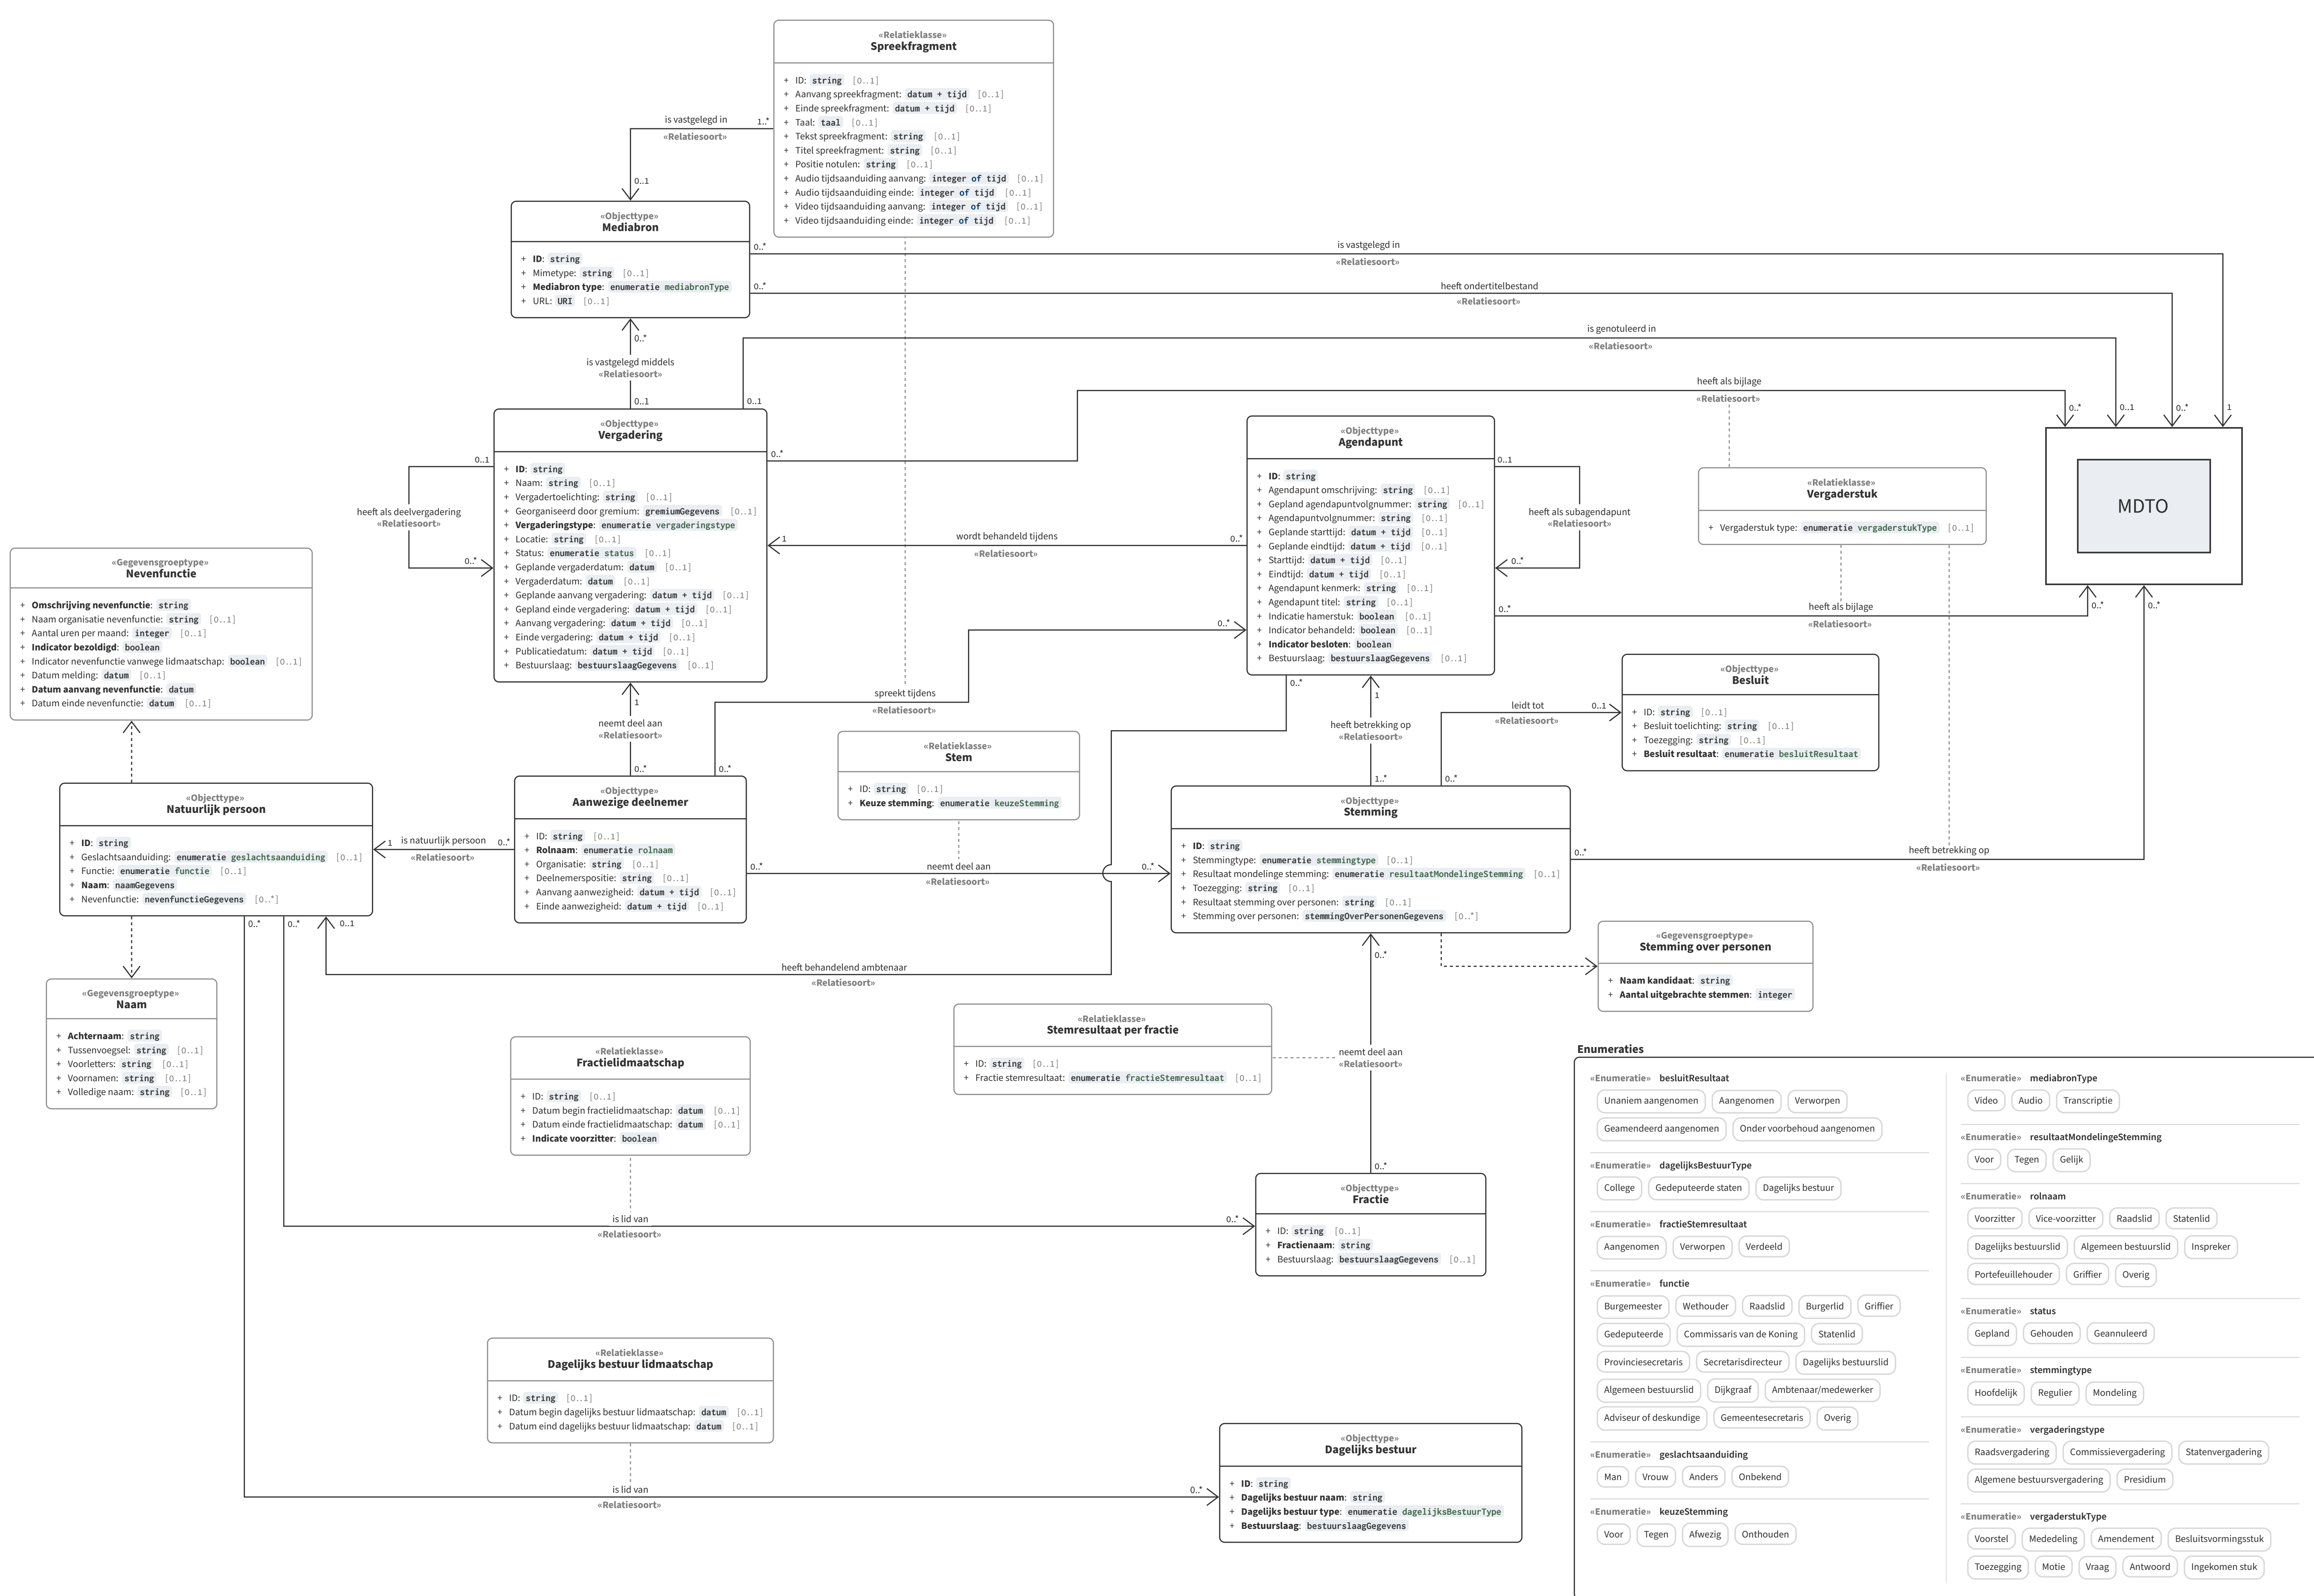 «Relatieklasse»
Spreekfragment
+ ID: string [0..1]
+ Aanvang spreekfragment: datum + tijd [0..1]
+ Einde spreekfragment: datum + tijd [0..1]
+ Taal: taal [0..1]
+ Tekst spreekfragment: string [0..1]
+ Titel spreekfragment: string [0..1]
+ Positie notulen: string [0..1]
+ Audio tijdsaanduiding aanvang: integer of tijd [0..1]
+ Audio tijdsaanduiding einde: integer of tijd [0..1]
+ Video tijdsaanduiding aanvang: integer of tijd [0..1]
+ Video tijdsaanduiding einde: integer of tijd [0..1]
is vastgelegd in
«Relatiesoort»
1..*
0..1
«Objecttype»
Mediabron
+ ID: string
+ Mimetype: string [0..1]
+ Mediabron type: enumeratie mediabronType
+ URL: URI [0..1]
0..*
is vastgelegd in
«Relatiesoort»
0..*
heeft ondertitelbestand
«Relatiesoort»
is genotuleerd in
«Relatiesoort»
heeft als bijlage
«Relatiesoort»
0..*
is vastgelegd middels
«Relatiesoort»
0..1
0..1
0..*
0..1
0..*
1
MDTO
«Objecttype»
Vergadering
+ ID: string
+ Naam: string [0..1]
+ Vergadertoelichting: string [0..1]
+ Georganiseerd door gremium: gremiumGegevens [0..1]
+ Vergaderingstype: enumeratie vergaderingstype
+ Locatie: string [0..1]
+ Status: enumeratie status [0..1]
+ Geplande vergaderdatum: datum [0..1]
+ Vergaderdatum: datum [0..1]
+ Geplande aanvang vergadering: datum + tijd [0..1]
+ Gepland einde vergadering: datum + tijd [0..1]
+ Aanvang vergadering: datum + tijd [0..1]
+ Einde vergadering: datum + tijd [0..1]
+ Publicatiedatum: datum + tijd [0..1]
+ Bestuurslaag: bestuurslaagGegevens [0..1]
0..1
heeft als deelvergadering
«Relatiesoort»
0..*
0..*
1
wordt behandeld tijdens
«Relatiesoort»
0..*
«Objecttype»
Agendapunt
+ ID: string
+ Agendapunt omschrijving: string [0..1]
+ Gepland agendapuntvolgnummer: string [0..1]
+ Agendapuntvolgnummer: string [0..1]
+ Geplande starttijd: datum + tijd [0..1]
+ Geplande eindtijd: datum + tijd [0..1]
+ Starttijd: datum + tijd [0..1]
+ Eindtijd: datum + tijd [0..1]
+ Agendapunt kenmerk: string [0..1]
+ Agendapunt titel: string [0..1]
+ Indicatie hamerstuk: boolean [0..1]
+ Indicator behandeld: boolean [0..1]
+ Indicator besloten: boolean
+ Bestuurslaag: bestuurslaagGegevens [0..1]
0..1
heeft als subagendapunt
«Relatiesoort»
0..*
0..*
heeft als bijlage
«Relatiesoort»
0..*
0..*
«Relatieklasse»
Vergaderstuk
+ Vergaderstuk type: enumeratie vergaderstukType [0..1]
«Gegevensgroeptype»
Nevenfunctie
+ Omschrijving nevenfunctie: string
+ Naam organisatie nevenfunctie: string [0..1]
+ Aantal uren per maand: integer [0..1]
+ Indicator bezoldigd: boolean
+ Indicator nevenfunctie vanwege lidmaatschap: boolean [0..1]
+ Datum melding: datum [0..1]
+ Datum aanvang nevenfunctie: datum
+ Datum einde nevenfunctie: datum [0..1]
1
neemt deel aan
«Relatiesoort»
0..*
0..*
spreekt tijdens
«Relatiesoort»
0..*
0..*
1
heeft betrekking op
«Relatiesoort»
1..*
leidt tot
«Relatiesoort»
0..1
0..*
«Objecttype»
Besluit
+ ID: string [0..1]
+ Besluit toelichting: string [0..1]
+ Toezegging: string [0..1]
+ Besluit resultaat: enumeratie besluitResultaat
«Relatieklasse»
Stem
+ ID: string [0..1]
+ Keuze stemming: enumeratie keuzeStemming
«Objecttype»
Natuurlijk persoon
+ ID: string
+ Geslachtsaanduiding: enumeratie geslachtsaanduiding [0..1]
+ Functie: enumeratie functie [0..1]
+ Naam: naamGegevens
+ Nevenfunctie: nevenfunctieGegevens [0..*]
1
is natuurlijk persoon
«Relatiesoort»
0..*
«Objecttype»
Aanwezige deelnemer
+ ID: string [0..1]
+ Rolnaam: enumeratie rolnaam
+ Organisatie: string [0..1]
+ Deelnemerspositie: string [0..1]
+ Aanvang aanwezigheid: datum + tijd [0..1]
+ Einde aanwezigheid: datum + tijd [0..1]
0..*
neemt deel aan
«Relatiesoort»
0..*
«Objecttype»
Stemming
+ ID: string
+ Stemmingtype: enumeratie stemmingtype [0..1]
+ Resultaat mondelinge stemming: enumeratie resultaatMondelingeStemming [0..1]
+ Toezegging: string [0..1]
+ Resultaat stemming over personen: string [0..1]
+ Stemming over personen: stemmingOverPersonenGegevens [0..*]
0..*
heeft betrekking op
«Relatiesoort»
0..*
0..*
0..1
heeft behandelend ambtenaar
«Relatiesoort»
«Gegevensgroeptype»
Stemming over personen
+ Naam kandidaat: string
+ Aantal uitgebrachte stemmen: integer
«Gegevensgroeptype»
Naam
+ Achternaam: string
+ Tussenvoegsel: string [0..1]
+ Voorletters: string [0..1]
+ Voornamen: string [0..1]
+ Volledige naam: string [0..1]
«Relatieklasse»
Fractielidmaatschap
+ ID: string [0..1]
+ Datum begin fractielidmaatschap: datum [0..1]
+ Datum einde fractielidmaatschap: datum [0..1]
+ Indicate voorzitter: boolean
«Relatieklasse»
Stemresultaat per fractie
+ ID: string [0..1]
+ Fractie stemresultaat: enumeratie fractieStemresultaat [0..1]
0..*
neemt deel aan
«Relatiesoort»
0..*
is lid van
«Relatiesoort»
0..*
«Objecttype»
Fractie
+ ID: string [0..1]
+ Fractienaam: string
+ Bestuurslaag: bestuurslaagGegevens [0..1]
«Relatieklasse»
Dagelijks bestuur lidmaatschap
+ ID: string [0..1]
+ Datum begin dagelijks bestuur lidmaatschap: datum [0..1]
+ Datum eind dagelijks bestuur lidmaatschap: datum [0..1]
is lid van
«Relatiesoort»
0..*
«Objecttype»
Dagelijks bestuur
+ ID: string
+ Dagelijks bestuur naam: string
+ Dagelijks bestuur type: enumeratie dagelijksBestuurType
+ Bestuurslaag: bestuurslaagGegevens
Enumeraties
«Enumeratie» besluitResultaat
Unaniem aangenomen Aangenomen Verworpen
Geamendeerd aangenomen Onder voorbehoud aangenomen
«Enumeratie» dagelijksBestuurType
College Gedeputeerde staten Dagelijks bestuur
«Enumeratie» fractieStemresultaat
Aangenomen Verworpen Verdeeld
«Enumeratie» functie
Burgemeester Wethouder Raadslid Burgerlid Griffier
Gedeputeerde Commissaris van de Koning Statenlid
Provinciesecretaris Secretarisdirecteur Dagelijks bestuurslid
Algemeen bestuurslid Dijkgraaf Ambtenaar/medewerker
Adviseur of deskundige Gemeentesecretaris Overig
«Enumeratie» geslachtsaanduiding
Man Vrouw Anders Onbekend
«Enumeratie» keuzeStemming
Voor Tegen Afwezig Onthouden
«Enumeratie» mediabronType
Video Audio Transcriptie
«Enumeratie» resultaatMondelingeStemming
Voor Tegen Gelijk
«Enumeratie» rolnaam
Voorzitter Vice-voorzitter Raadslid Statenlid
Dagelijks bestuurslid Algemeen bestuurslid Inspreker
Portefeuillehouder Griffier Overig
«Enumeratie» status
Gepland Gehouden Geannuleerd
«Enumeratie» stemmingtype
Hoofdelijk Regulier Mondeling
«Enumeratie» vergaderingstype
Raadsvergadering Commissievergadering Statenvergadering
Algemene bestuursvergadering Presidium
«Enumeratie» vergaderstukType
Voorstel Mededeling Amendement Besluitsvormingsstuk
Toezegging Motie Vraag Antwoord Ingekomen stuk